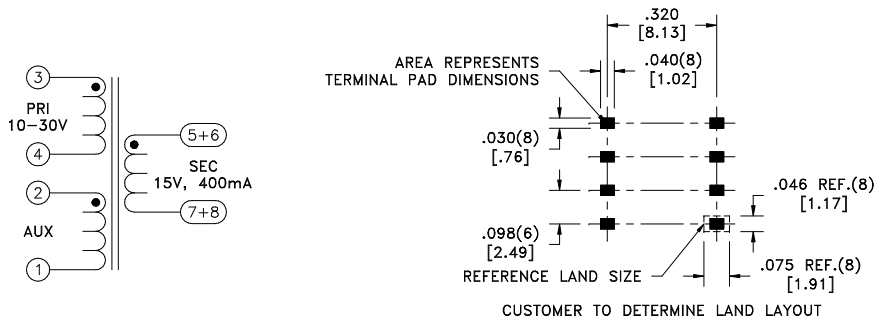 3
PRI
10-30V
4
2
AUX
1
5+6
SEC
15V, 400mA
7+8
.320
[8.13]
AREA REPRESENTS
TERMINAL PAD DIMENSIONS
.040(8)
[1.02]
.030(8)
[.76]
.098(6)
[2.49]
.046 REF.(8)
[1.17]
REFERENCE LAND SIZE
.075 REF.(8)
[1.91]
CUSTOMER TO DETERMINE LAND LAYOUT